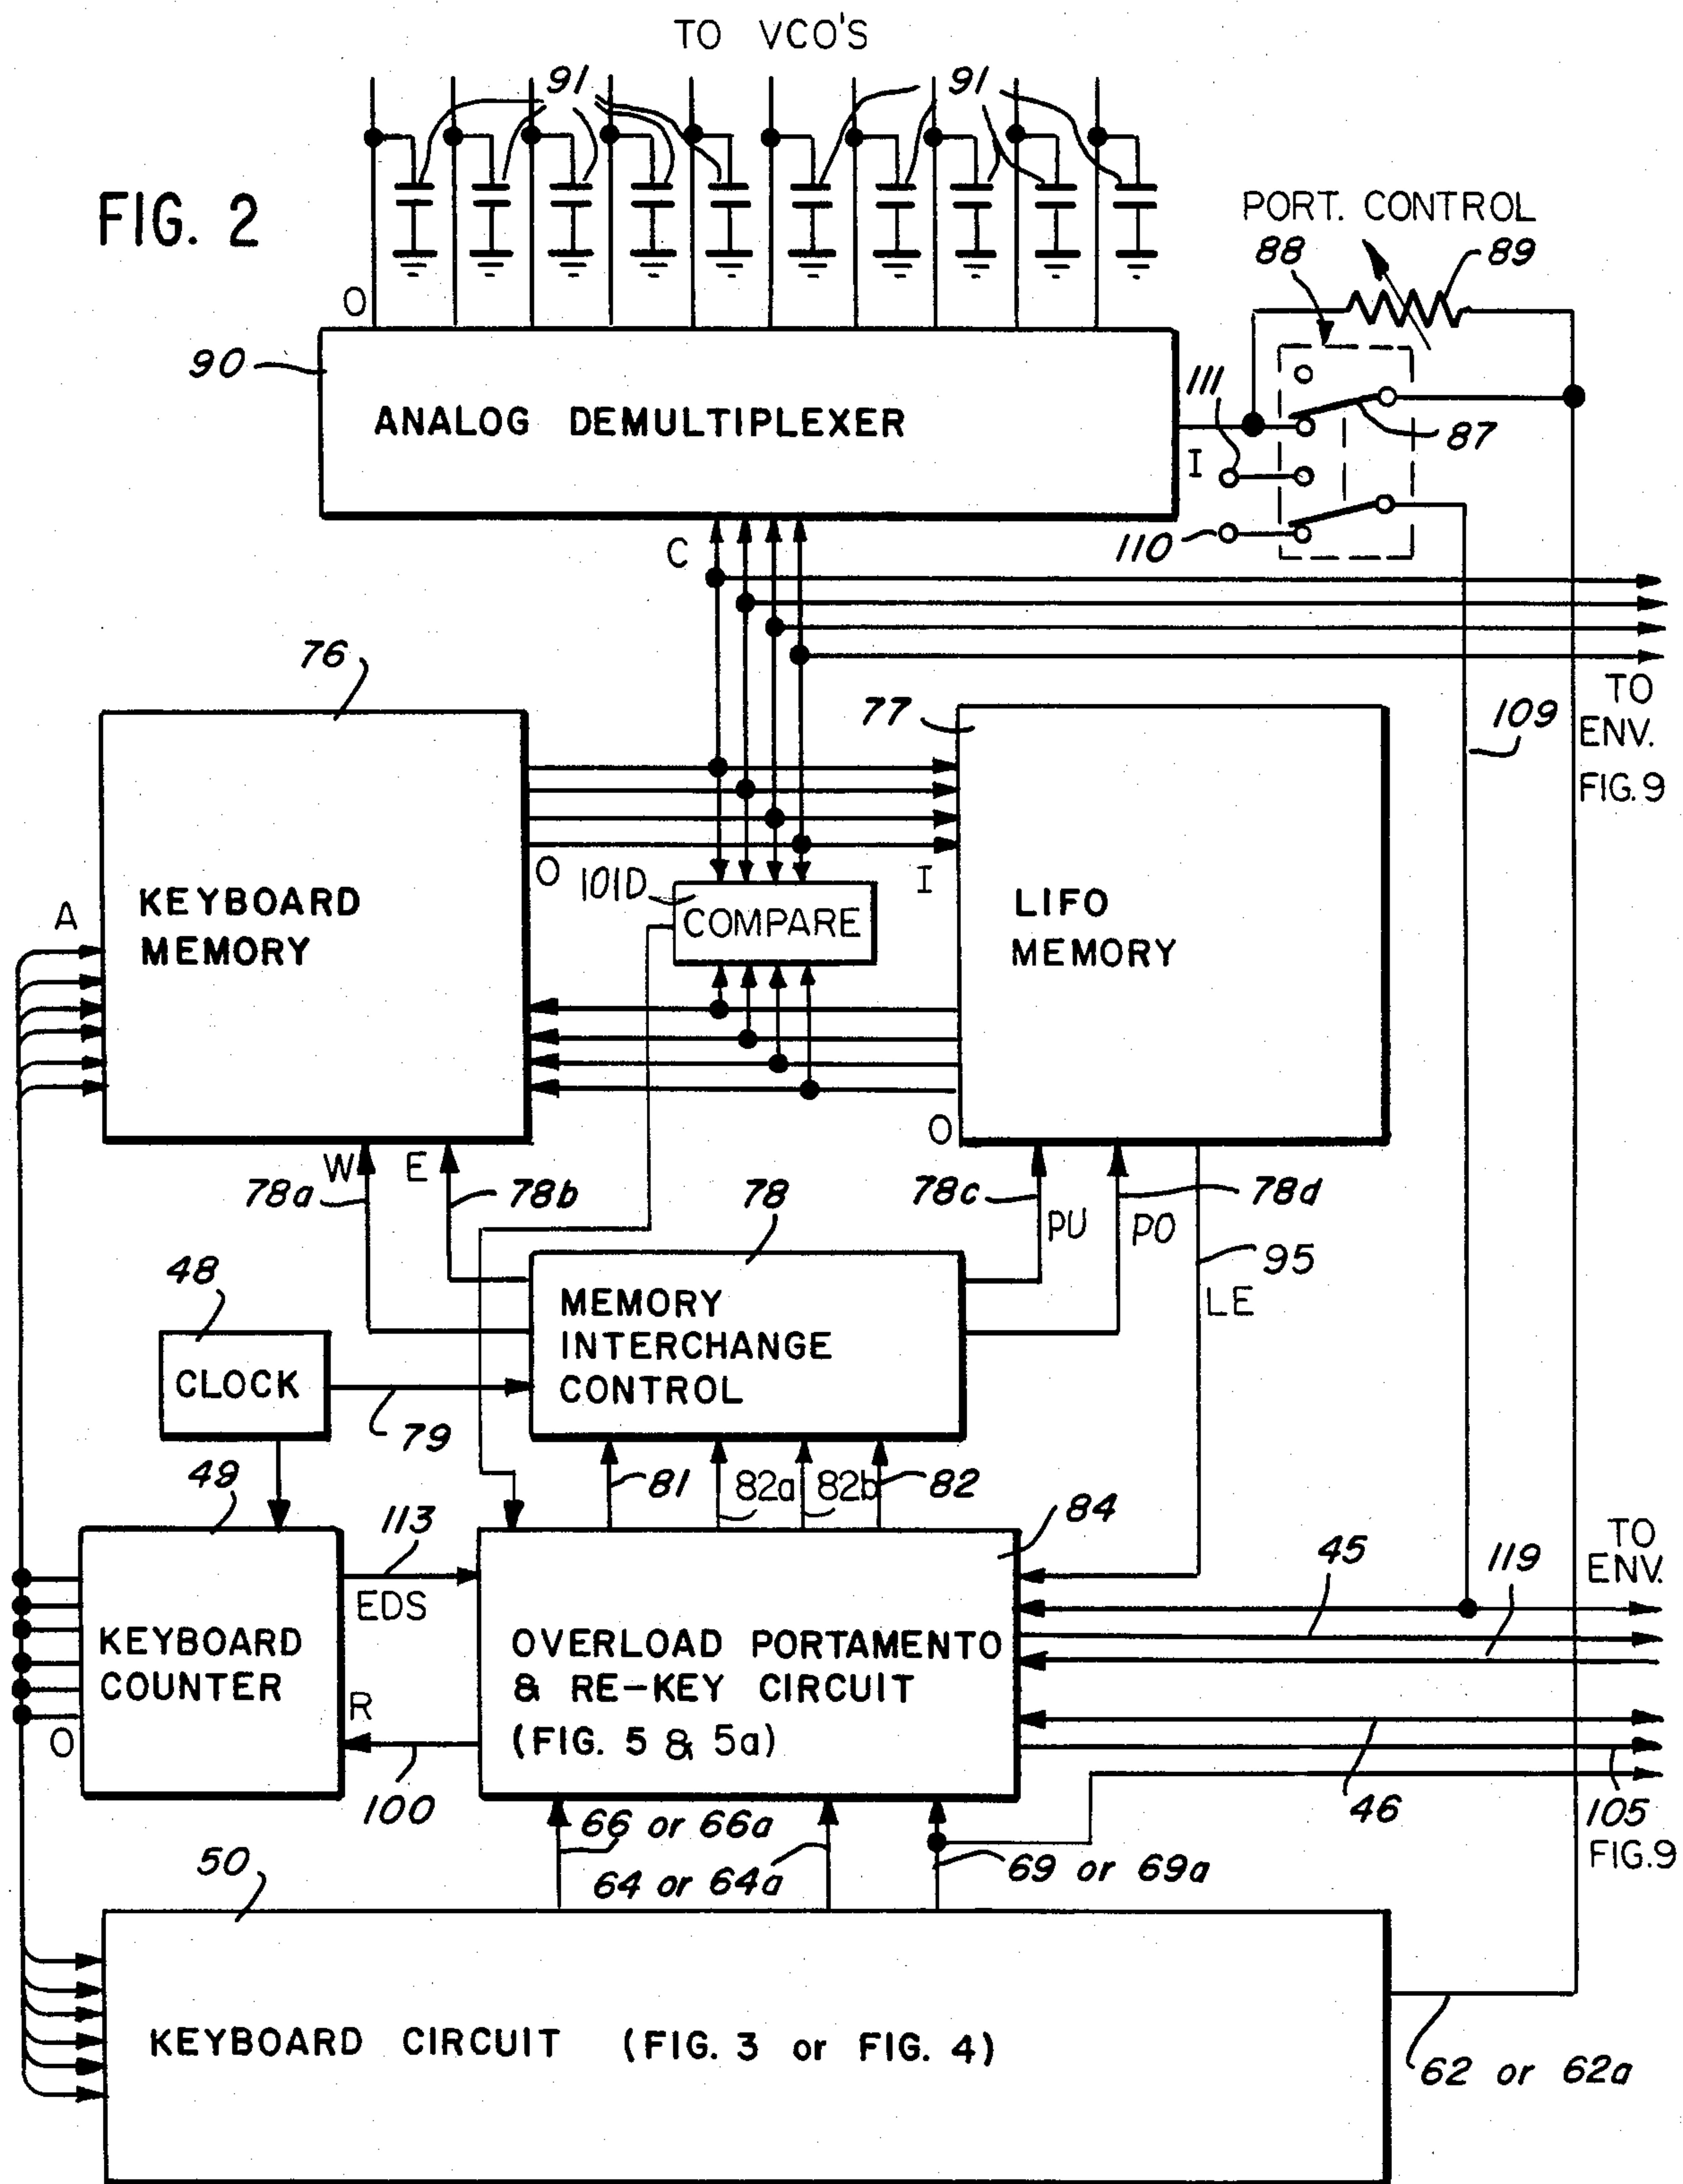 TO VCO'S
91
91
FIG. 2
PORT. CONTROL
88
89
O
90
111
ANALOG DEMULTIPLEXER
87
I
C
110
76
TO
ENV.
FIG. 9
77
109
KEYBOARD
MEMORY
A
O
101D
COMPARE
I
LIFO
MEMORY
O
W
E
78a
78b
78
78c
PU
PO
78d
95
LE
48
CLOCK
MEMORY
INTERCHANGE
CONTROL
79
49
113
81
82a
82b
82
84
45
119
TO
ENV.
EDS
KEYBOARD
COUNTER
R
O
OVERLOAD PORTAMENTO
& RE-KEY CIRCUIT
(FIG. 5 & 5a)
100
66 or 66a
46
105
FIG. 9
50
64 or 64a
69 or 69a
KEYBOARD CIRCUIT (FIG. 3 or FIG. 4)
62 or 62a